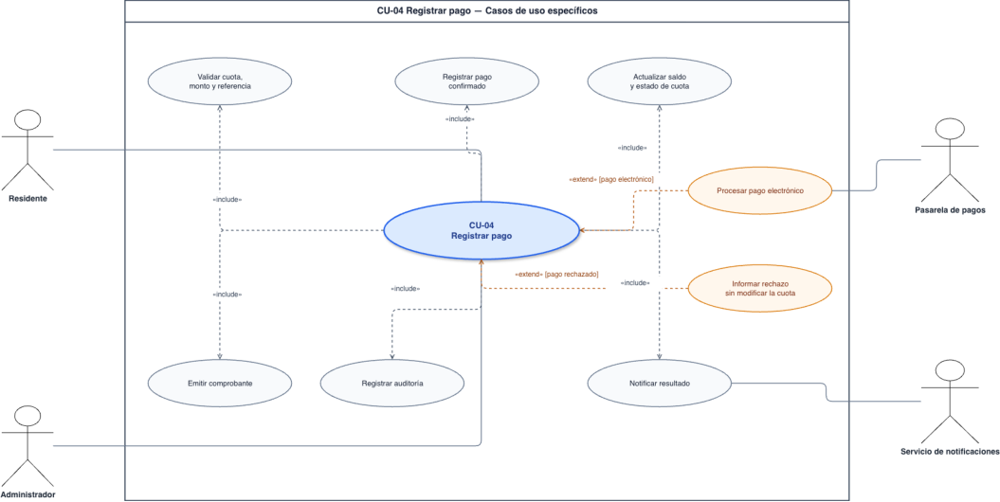 CU-04 Registrar pago — Casos de uso específicos
Validar cuota,
monto y referencia
Registrar pago
confirmado
Actualizar saldo
y estado de cuota
«include»
«include»
«extend» [pago electrónico]
Procesar pago electrónico
Residente
«include»
Pasarela de pagos
CU-04
Registrar pago
«extend» [pago rechazado]
«include»
«include»
«include»
Informar rechazo
sin modificar la cuota
Emitir comprobante
Registrar auditoría
Notificar resultado
Servicio de notificaciones
Administrador